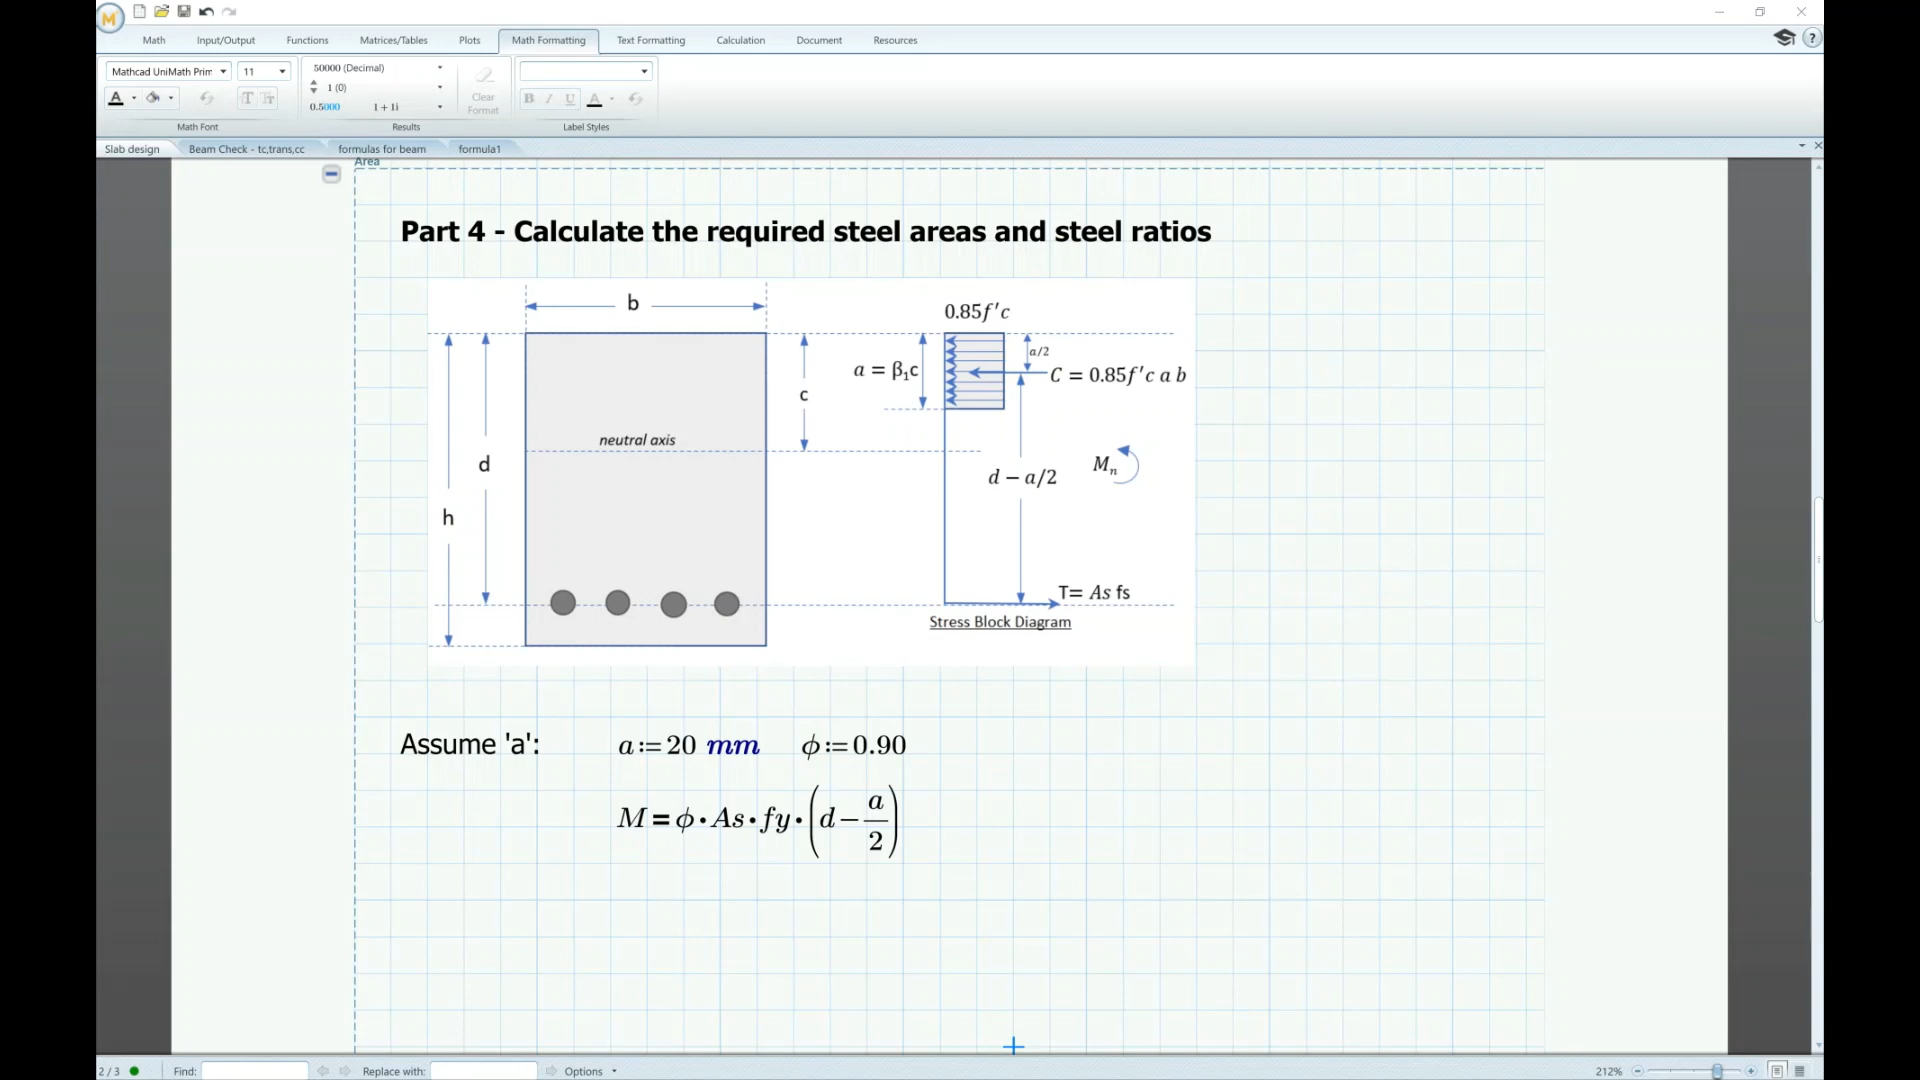 M
Math Input/Output Functions Matrices/Tables Plots Math Formatting Text Formatting Calculation Document Resources
?
Mathcad UniMath Prim 11
50000 (Decimal)
1 (0)
0.5000 1 + 1i
Clear
Format
B I U A
A
Math Font Results Label Styles
Slab design Beam Check - tc,trans,cc formulas for beam formula1
Area
Part 4 - Calculate the required steel areas and steel ratios
b
0.85f′c
a/2
a = β₁c
C = 0.85f′c a b
c
neutral axis
d
Mₙ
d − a/2
h
T= As fs
Stress Block Diagram
Assume 'a': a:=20 mm ϕ:=0.90
M=ϕ•As•fy•(d−a/2)
2 / 3 Find: Replace with: Options 212%